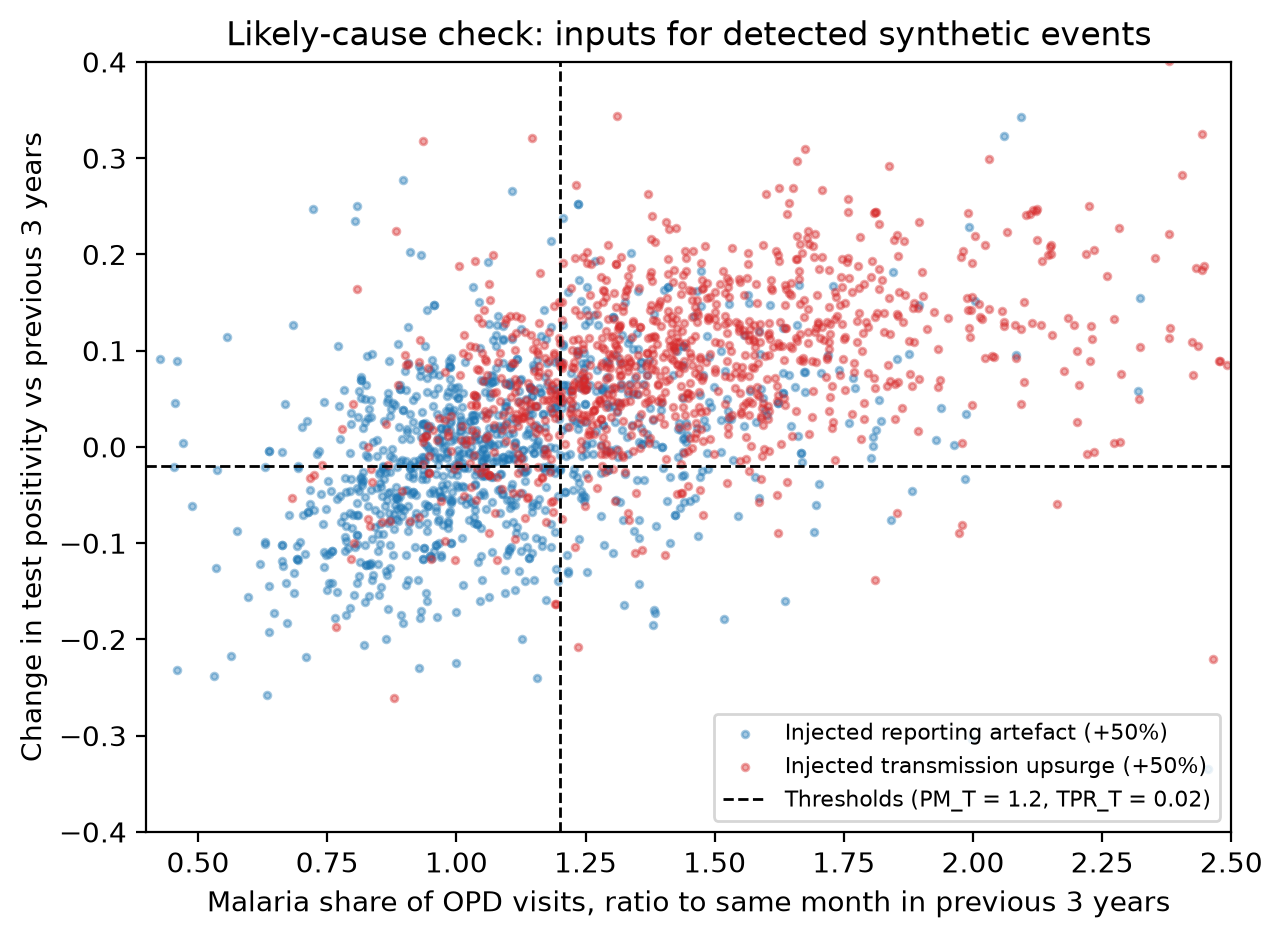 Likely-cause check: inputs for detected synthetic events
Change in test positivity vs previous 3 years
0.4
0.3
0.2
0.1
0.0
−0.1
−0.2
−0.3
−0.4
Injected reporting artefact (+50%)
Injected transmission upsurge (+50%)
Thresholds (PM_T = 1.2, TPR_T = 0.02)
0.50 0.75 1.00 1.25 1.50 1.75 2.00 2.25 2.50
Malaria share of OPD visits, ratio to same month in previous 3 years